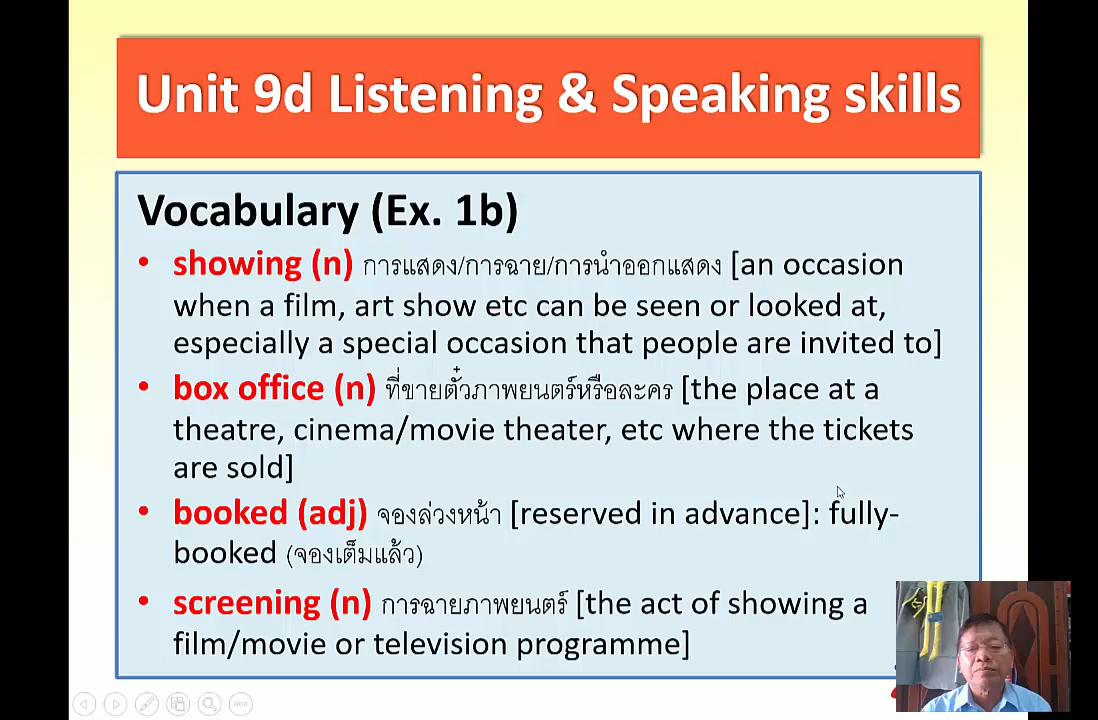 Unit 9d Listening & Speaking skills
Vocabulary (Ex. 1b)
• showing (n) การแสดง/การฉาย/การนำออกแสดง [an occasion
when a film, art show etc can be seen or looked at,
especially a special occasion that people are invited to]
• box office (n) ที่ขายตั๋วภาพยนตร์หรือละคร [the place at a
theatre, cinema/movie theater, etc where the tickets
are sold]
• booked (adj) จองล่วงหน้า [reserved in advance]: fully-
booked (จองเต็มแล้ว)
• screening (n) การฉายภาพยนตร์ [the act of showing a
film/movie or television programme]